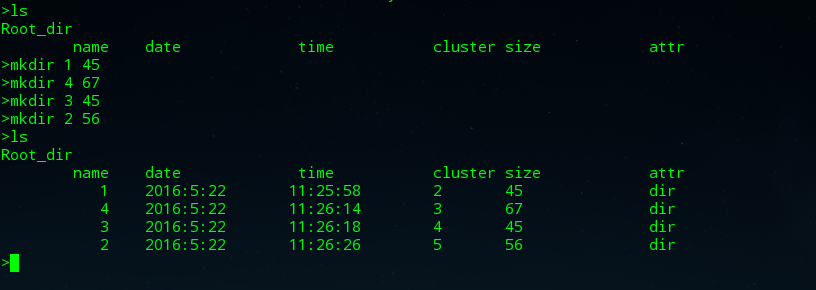 >ls
Root_dir
        name    date             time           cluster size            attr
>mkdir 1 45
>mkdir 4 67
>mkdir 3 45
>mkdir 2 56
>ls
Root_dir
        name    date             time           cluster size            attr
           1    2016:5:22       11:25:58        2       45              dir
           4    2016:5:22       11:26:14        3       67              dir
           3    2016:5:22       11:26:18        4       45              dir
           2    2016:5:22       11:26:26        5       56              dir
>